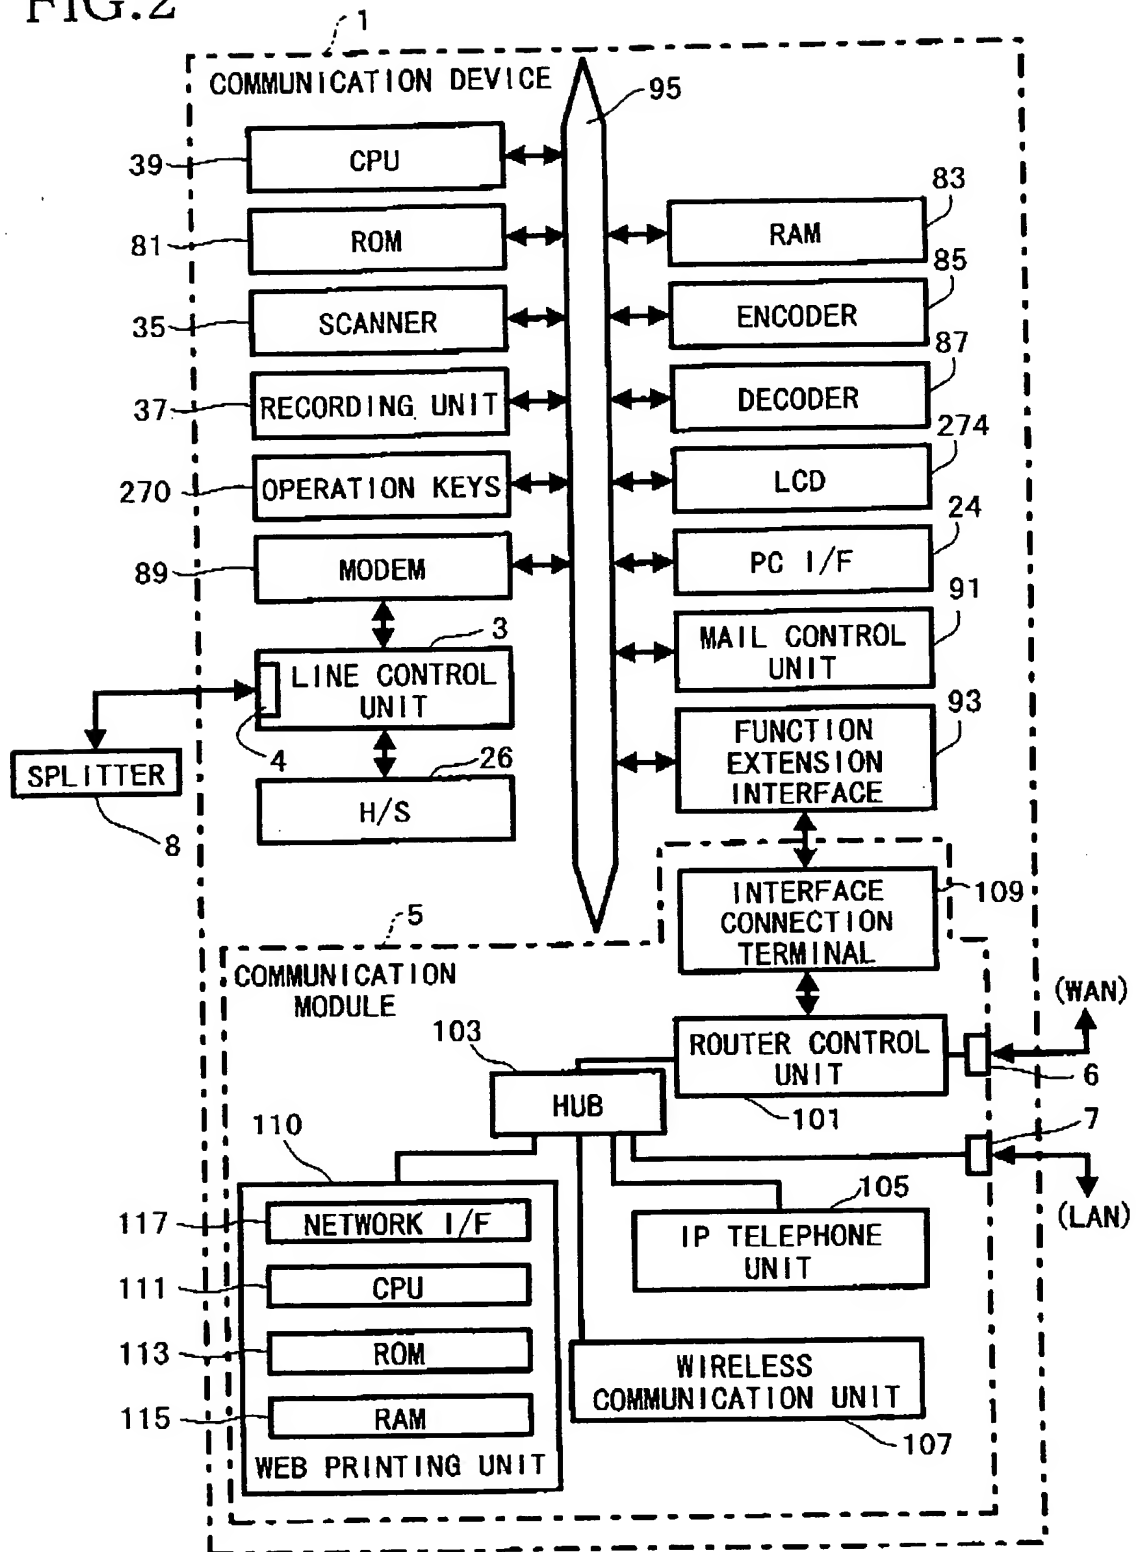 FIG.2
1
COMMUNICATION DEVICE
95
39
CPU
83
81
ROM
RAM
85
35
SCANNER
ENCODER
87
37
RECORDING UNIT
DECODER
274
270
OPERATION KEYS
LCD
24
89
MODEM
PC I/F
91
3
MAIL CONTROL
UNIT
LINE CONTROL
UNIT
93
4
FUNCTION
EXTENSION
INTERFACE
SPLITTER
26
H/S
8
INTERFACE
CONNECTION
TERMINAL
109
5
COMMUNICATION
MODULE
(WAN)
103
ROUTER CONTROL
UNIT
6
HUB
101
7
110
105
(LAN)
117
NETWORK I/F
IP TELEPHONE
UNIT
111
CPU
113
ROM
WIRELESS
COMMUNICATION UNIT
115
RAM
107
WEB PRINTING UNIT